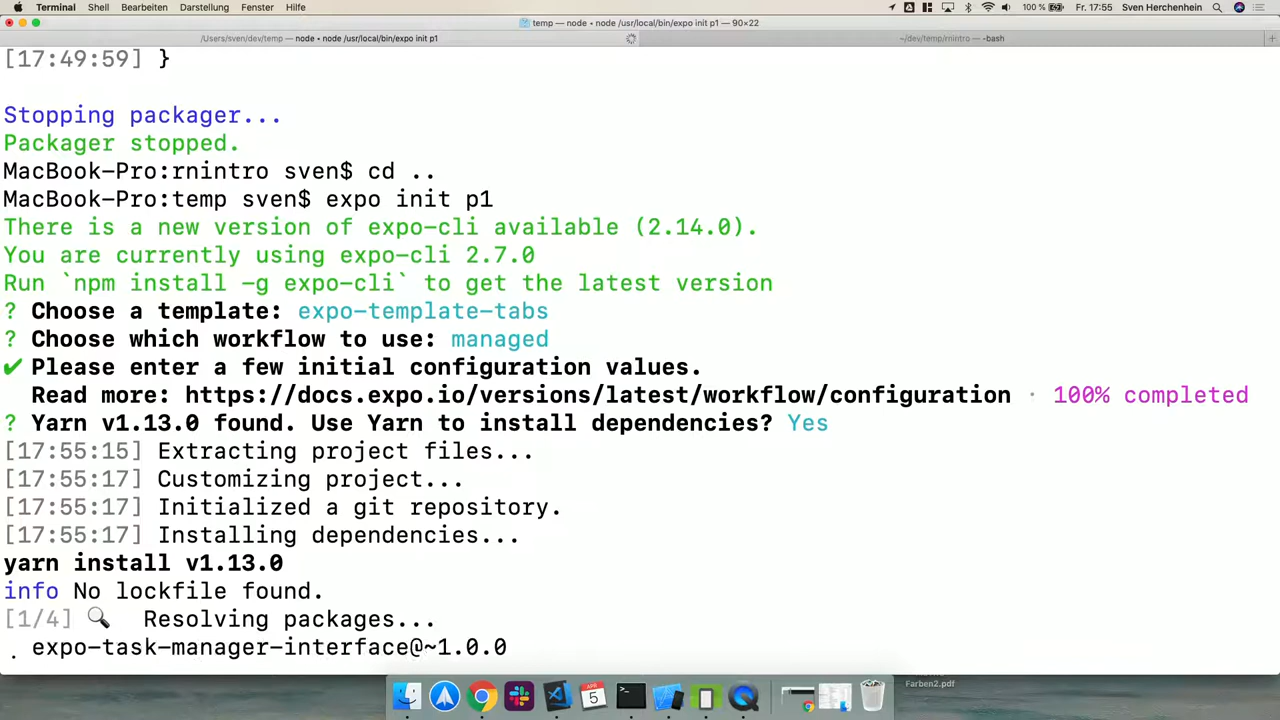 Terminal Shell Bearbeiten Darstellung Fenster Hilfe 100 % Fr. 17:55 Sven Herchenhein
temp — node • node /usr/local/bin/expo init p1 — 90×22
/Users/sven/dev/temp — node • node /usr/local/bin/expo init p1
~/dev/temp/rnintro — -bash
[17:49:59] }
Stopping packager...
Packager stopped.
MacBook-Pro:rnintro sven$ cd ..
MacBook-Pro:temp sven$ expo init p1
There is a new version of expo-cli available (2.14.0).
You are currently using expo-cli 2.7.0
Run `npm install -g expo-cli` to get the latest version
? Choose a template: expo-template-tabs
? Choose which workflow to use: managed
✔ Please enter a few initial configuration values.
Read more: https://docs.expo.io/versions/latest/workflow/configuration · 100% completed
? Yarn v1.13.0 found. Use Yarn to install dependencies? Yes
[17:55:15] Extracting project files...
[17:55:17] Customizing project...
[17:55:17] Initialized a git repository.
[17:55:17] Installing dependencies...
yarn install v1.13.0
info No lockfile found.
[1/4] 🔍 Resolving packages...
. expo-task-manager-interface@~1.0.0
Farben2.pdf
APR
5